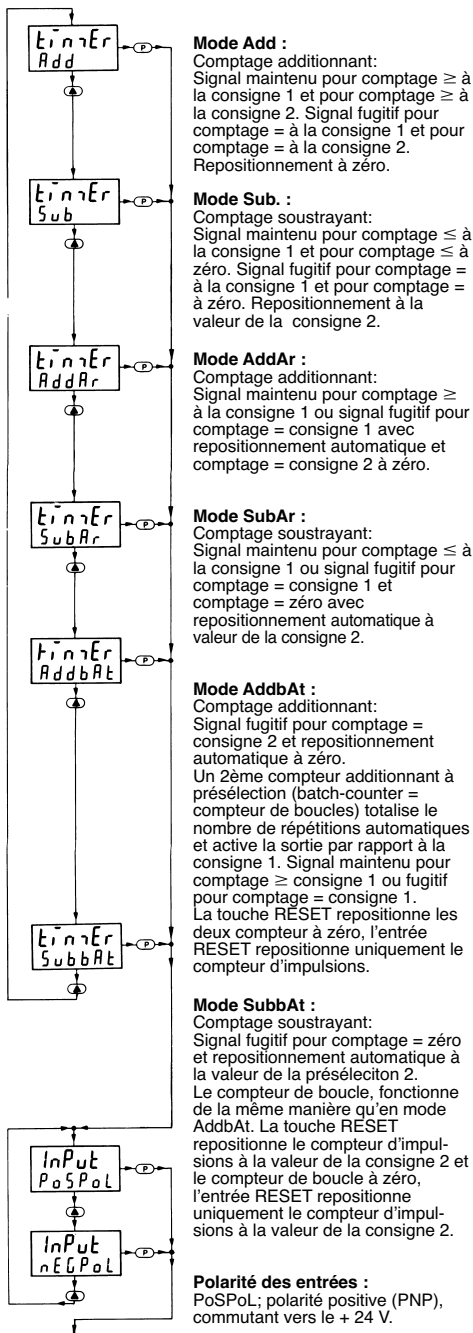 timEr
Add
P
Mode Add :
Comptage additionnant:
Signal maintenu pour comptage ≥ à
la consigne 1 et pour comptage ≥ à
la consigne 2. Signal fugitif pour
comptage = à la consigne 1 et pour
comptage = à la consigne 2.
Repositionnement à zéro.
timEr
Sub
P
Mode Sub. :
Comptage soustrayant:
Signal maintenu pour comptage ≤ à
la consigne 1 et pour comptage ≤ à
zéro. Signal fugitif pour comptage =
à la consigne 1 et pour comptage =
à zéro. Repositionnement à la
valeur de la consigne 2.
timEr
AddAr
P
Mode AddAr :
Comptage additionnant:
Signal maintenu pour comptage ≥
à la consigne 1 ou signal fugitif pour
comptage = consigne 1 avec
repositionnement automatique et
comptage = consigne 2 à zéro.
timEr
SubAr
P
Mode SubAr :
Comptage soustrayant:
Signal maintenu pour comptage ≤ à
la consigne 1 ou signal fugitif pour
comptage = consigne 1 et
comptage = zéro avec
repositionnement automatique à
valeur de la consigne 2.
timEr
AddbAt
P
Mode AddbAt :
Comptage additionnant:
Signal fugitif pour comptage =
consigne 2 et repositionnement
automatique à zéro.
Un 2ème compteur additionnant à
présélection (batch-counter =
compteur de boucles) totalise le
nombre de répétitions automatiques
et active la sortie par rapport à la
consigne 1. Signal maintenu pour
comptage ≥ consigne 1 ou fugitif
pour comptage = consigne 1.
La touche RESET repositionne les
deux compteur à zéro, l'entrée
RESET repositionne uniquement le
compteur d'impulsions.
timEr
SubbAt
P
Mode SubbAt :
Comptage soustrayant:
Signal fugitif pour comptage = zéro
et repositionnement automatique à
la valeur de la préséleciton 2.
Le compteur de boucle, fonctionne
de la même manière qu'en mode
AddbAt. La touche RESET
repositionne le compteur d'impul-
sions à la valeur de la consigne 2 et
le compteur de boucle à zéro,
l'entrée RESET repositionne
uniquement le compteur d'impul-
sions à la valeur de la consigne 2.
InPut
PoSPoL
P
InPut
nEGPoL
P
Polarité des entrées :
PoSPoL; polarité positive (PNP),
commutant vers le + 24 V.